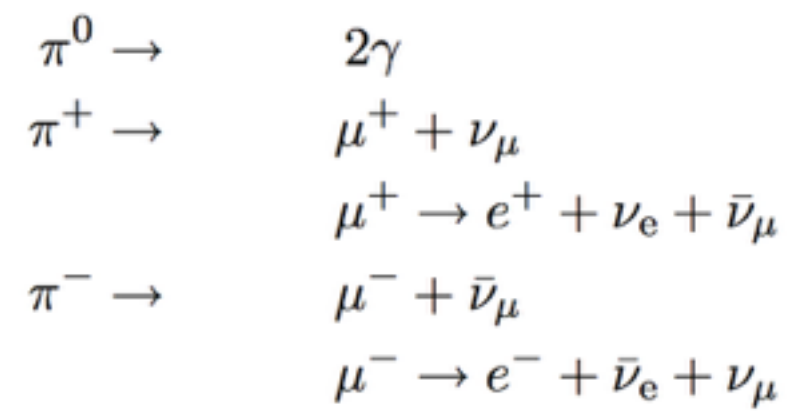 π⁰ → 2γ
π⁺ → μ⁺ + ν_μ
μ⁺ → e⁺ + ν_e + ν̄_μ
π⁻ → μ⁻ + ν̄_μ
μ⁻ → e⁻ + ν̄_e + ν_μ